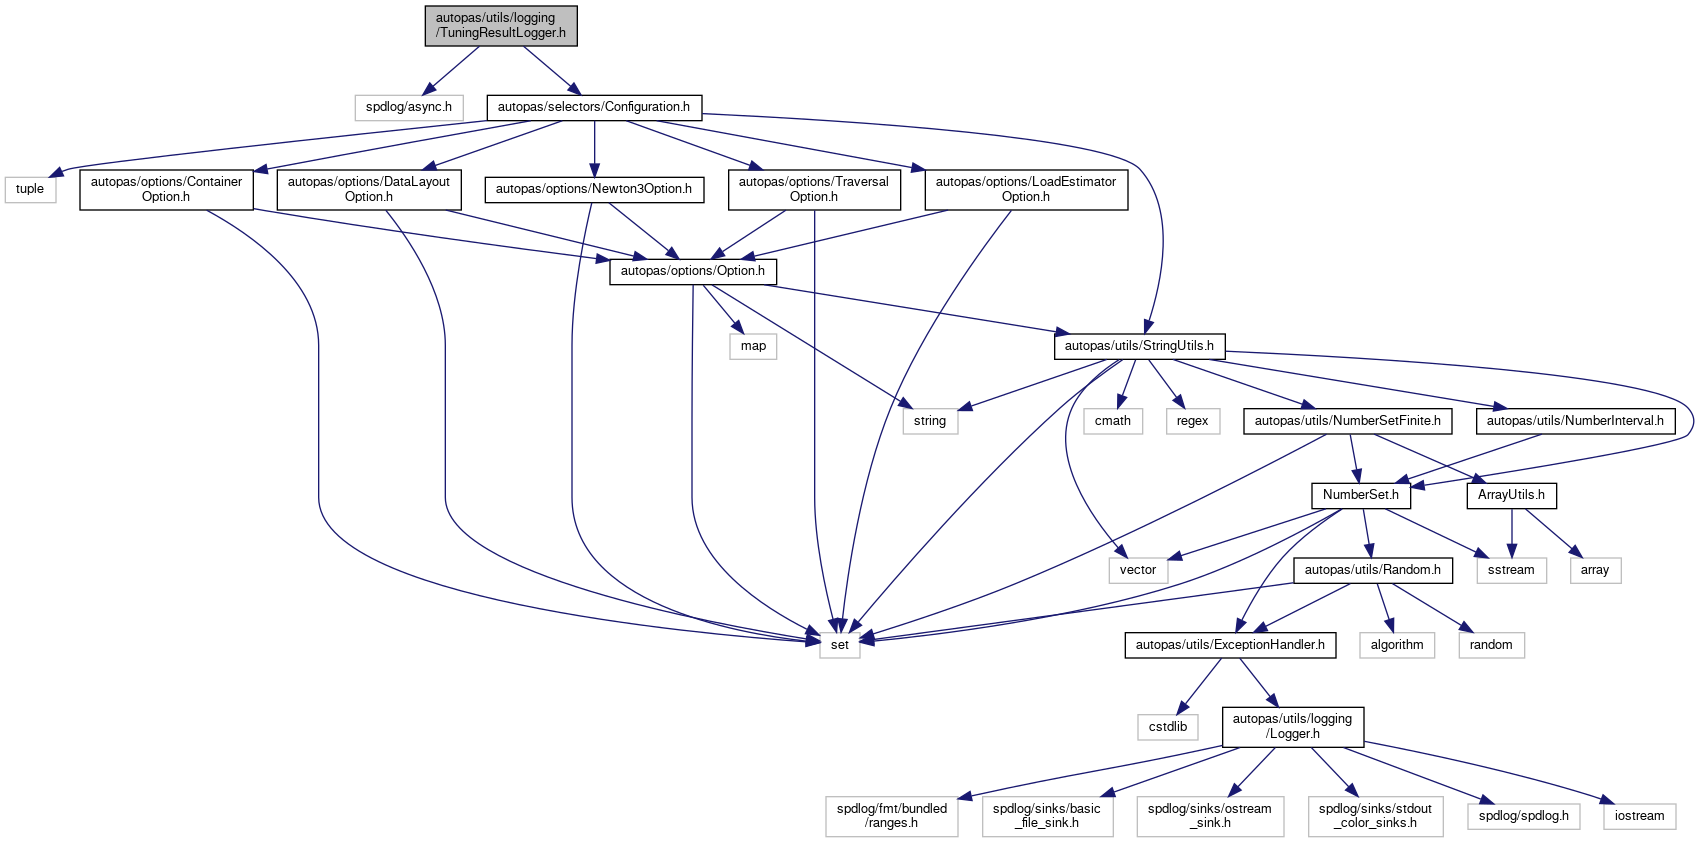 autopas/utils/logging
/TuningResultLogger.h
spdlog/async.h
autopas/selectors/Configuration.h
tuple
autopas/options/Container
Option.h
autopas/options/DataLayout
Option.h
autopas/options/Newton3Option.h
autopas/options/Traversal
Option.h
autopas/options/LoadEstimator
Option.h
autopas/options/Option.h
map
autopas/utils/StringUtils.h
string
cmath
regex
autopas/utils/NumberSetFinite.h
autopas/utils/NumberInterval.h
NumberSet.h
ArrayUtils.h
vector
autopas/utils/Random.h
sstream
array
set
autopas/utils/ExceptionHandler.h
algorithm
random
cstdlib
autopas/utils/logging
/Logger.h
spdlog/fmt/bundled
/ranges.h
spdlog/sinks/basic
_file_sink.h
spdlog/sinks/ostream
_sink.h
spdlog/sinks/stdout
_color_sinks.h
spdlog/spdlog.h
iostream